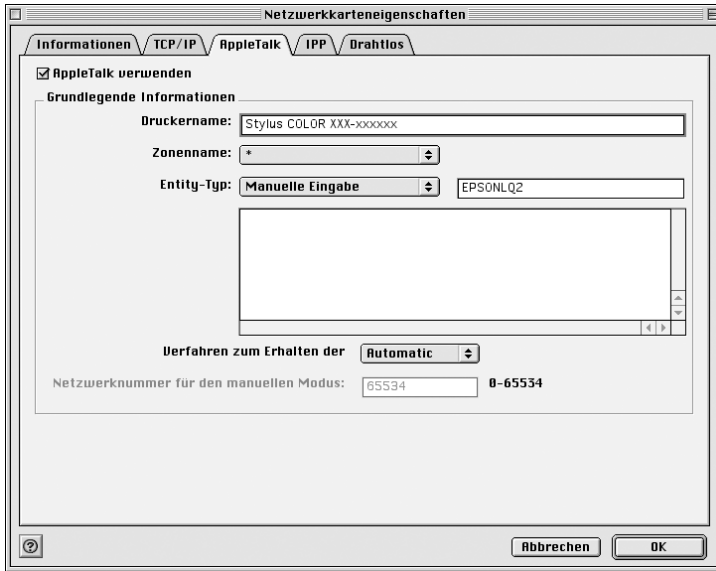 Netzwerkkarteneigenschaften
Informationen TCP/IP AppleTalk IPP Drahtlos
AppleTalk verwenden
Grundlegende Informationen
Druckername: Stylus COLOR XXX-xxxxxx
Zonenname: *
Entity-Typ: Manuelle Eingabe EPSONLQ2
Verfahren zum Erhalten der Automatic
Netzwerknummer für den manuellen Modus: 65534 0-65534
? Abbrechen OK